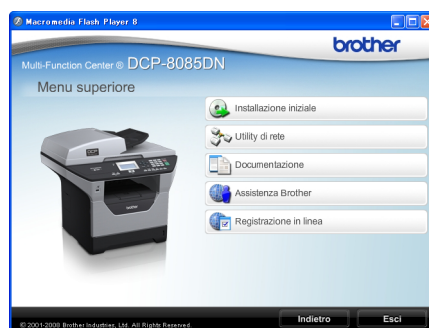 Macromedia Flash Player 8
brother
Multi-Function Center ® DCP-8085DN
Menu superiore
Installazione iniziale
Utility di rete
Documentazione
Assistenza Brother
Registrazione in linea
Indietro
Esci
© 2001-2008 Brother Industries, Ltd. All Rights Reserved.